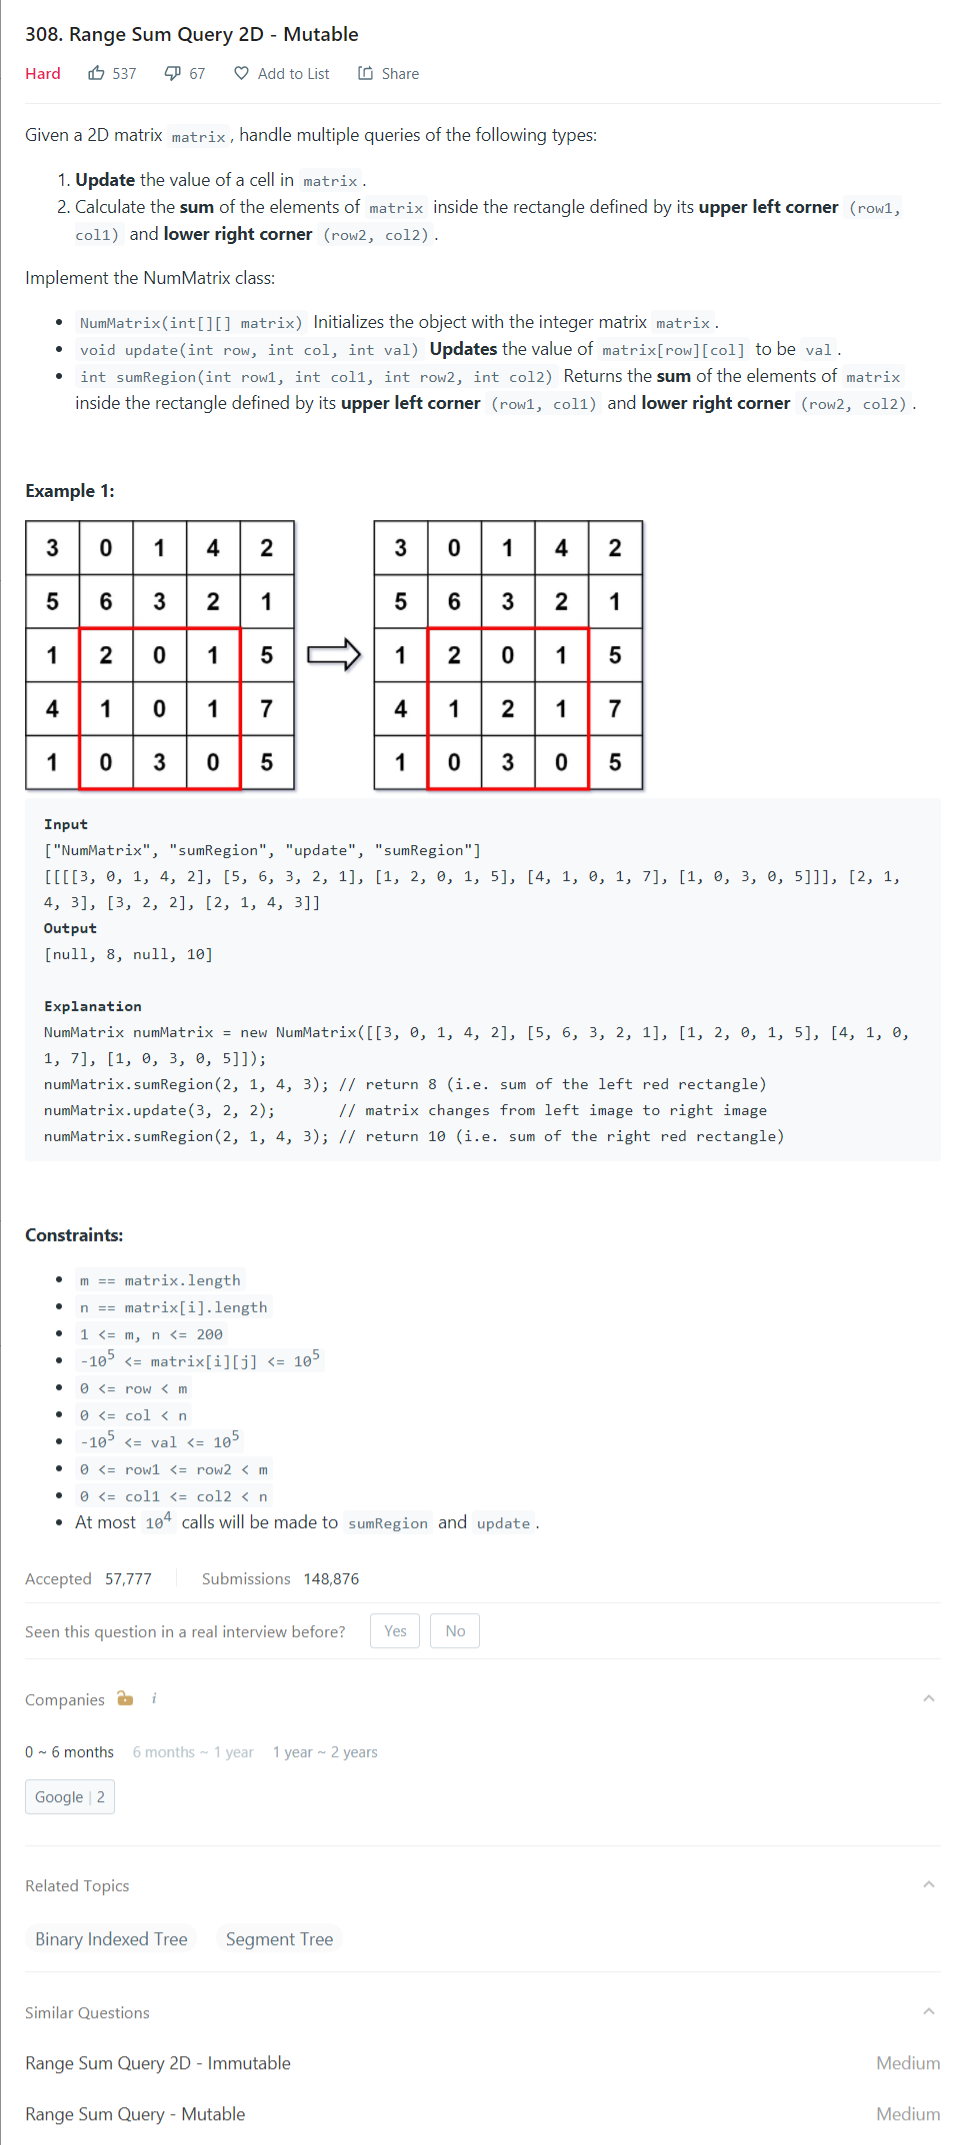 308. Range Sum Query 2D - Mutable
Hard 537 67 Add to List Share
Given a 2D matrix matrix , handle multiple queries of the following types:
1. Update the value of a cell in matrix .
2. Calculate the sum of the elements of matrix inside the rectangle defined by its upper left corner (row1,
col1) and lower right corner (row2, col2) .
Implement the NumMatrix class:
• NumMatrix(int[][] matrix) Initializes the object with the integer matrix matrix .
• void update(int row, int col, int val) Updates the value of matrix[row][col] to be val .
• int sumRegion(int row1, int col1, int row2, int col2) Returns the sum of the elements of matrix
inside the rectangle defined by its upper left corner (row1, col1) and lower right corner (row2, col2) .
Example 1:
3 0 1 4 2 3 0 1 4 2
5 6 3 2 1 5 6 3 2 1
1 2 0 1 5 1 2 0 1 5
4 1 0 1 7 4 1 2 1 7
1 0 3 0 5 1 0 3 0 5
Input
["NumMatrix", "sumRegion", "update", "sumRegion"]
[[[[3, 0, 1, 4, 2], [5, 6, 3, 2, 1], [1, 2, 0, 1, 5], [4, 1, 0, 1, 7], [1, 0, 3, 0, 5]]], [2, 1,
4, 3], [3, 2, 2], [2, 1, 4, 3]]
Output
[null, 8, null, 10]
Explanation
NumMatrix numMatrix = new NumMatrix([[3, 0, 1, 4, 2], [5, 6, 3, 2, 1], [1, 2, 0, 1, 5], [4, 1, 0,
1, 7], [1, 0, 3, 0, 5]]);
numMatrix.sumRegion(2, 1, 4, 3); // return 8 (i.e. sum of the left red rectangle)
numMatrix.update(3, 2, 2); // matrix changes from left image to right image
numMatrix.sumRegion(2, 1, 4, 3); // return 10 (i.e. sum of the right red rectangle)
Constraints:
• m == matrix.length
• n == matrix[i].length
• 1 <= m, n <= 200
• -10⁵ <= matrix[i][j] <= 10⁵
• 0 <= row < m
• 0 <= col < n
• -10⁵ <= val <= 10⁵
• 0 <= row1 <= row2 < m
• 0 <= col1 <= col2 < n
• At most 10⁴ calls will be made to sumRegion and update .
Accepted 57,777 Submissions 148,876
Seen this question in a real interview before? Yes No
Companies i
0 ~ 6 months 6 months ~ 1 year 1 year ~ 2 years
Google | 2
Related Topics
Binary Indexed Tree Segment Tree
Similar Questions
Range Sum Query 2D - Immutable Medium
Range Sum Query - Mutable Medium